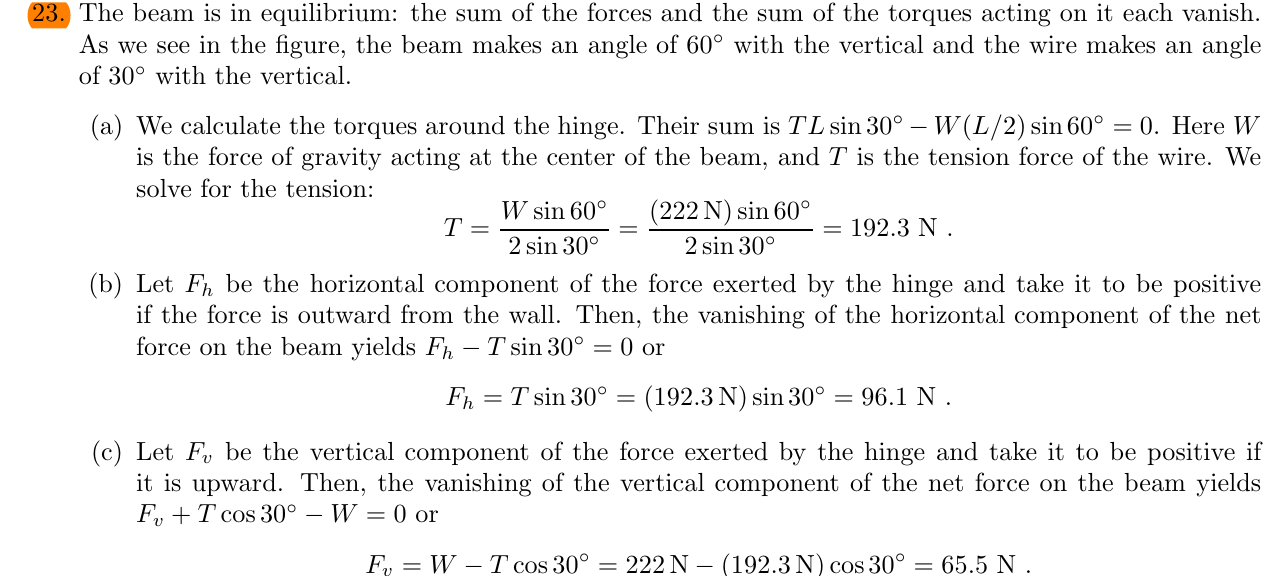 23. The beam is in equilibrium: the sum of the forces and the sum of the torques acting on it each vanish.
As we see in the figure, the beam makes an angle of 60° with the vertical and the wire makes an angle
of 30° with the vertical.
(a) We calculate the torques around the hinge. Their sum is TL sin 30° − W(L/2) sin 60° = 0. Here W
is the force of gravity acting at the center of the beam, and T is the tension force of the wire. We
solve for the tension:
T = W sin 60° / 2 sin 30° = (222 N) sin 60° / 2 sin 30° = 192.3 N .
(b) Let F_h be the horizontal component of the force exerted by the hinge and take it to be positive
if the force is outward from the wall. Then, the vanishing of the horizontal component of the net
force on the beam yields F_h − T sin 30° = 0 or
F_h = T sin 30° = (192.3 N) sin 30° = 96.1 N .
(c) Let F_v be the vertical component of the force exerted by the hinge and take it to be positive if
it is upward. Then, the vanishing of the vertical component of the net force on the beam yields
F_v + T cos 30° − W = 0 or
F_v = W − T cos 30° = 222 N − (192.3 N) cos 30° = 65.5 N .